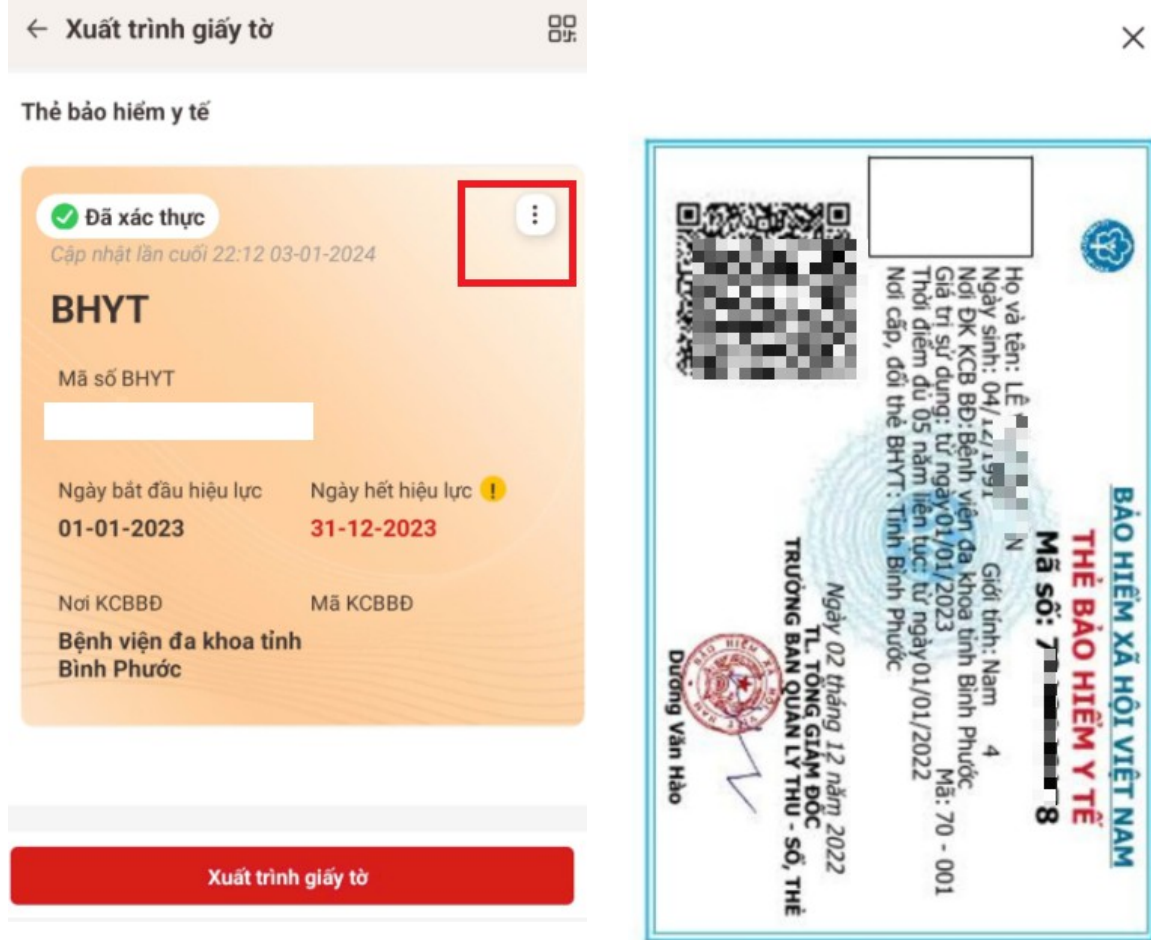 Xuất trình giấy tờ
Thẻ bảo hiểm y tế
Đã xác thực
Cập nhật lần cuối 22:12 03-01-2024
BHYT
Mã số BHYT
Ngày bắt đầu hiệu lực
Ngày hết hiệu lực
01-01-2023
31-12-2023
Nơi KCBBĐ
Mã KCBBĐ
Bệnh viện đa khoa tỉnh
Bình Phước
Xuất trình giấy tờ
BẢO HIỂM XÃ HỘI VIỆT NAM
THẺ BẢO HIỂM Y TẾ
Mã số: 7 8
Họ và tên: LÊ N
Ngày sinh: 04/12/1991 Giới tính: Nam 4
Nơi ĐK KCB BĐ: Bệnh viện đa khoa tỉnh Bình Phước
Giá trị sử dụng: từ ngày 01/01/2023 Mã: 70 - 001
Thời điểm đủ 05 năm liên tục: từ ngày 01/01/2022
Nơi cấp, đổi thẻ BHYT: Tỉnh Bình Phước
Ngày 02 tháng 12 năm 2022
TL. TỔNG GIÁM ĐỐC
TRƯỞNG BAN QUẢN LÝ THU - SỔ, THẺ
Dương Văn Hào